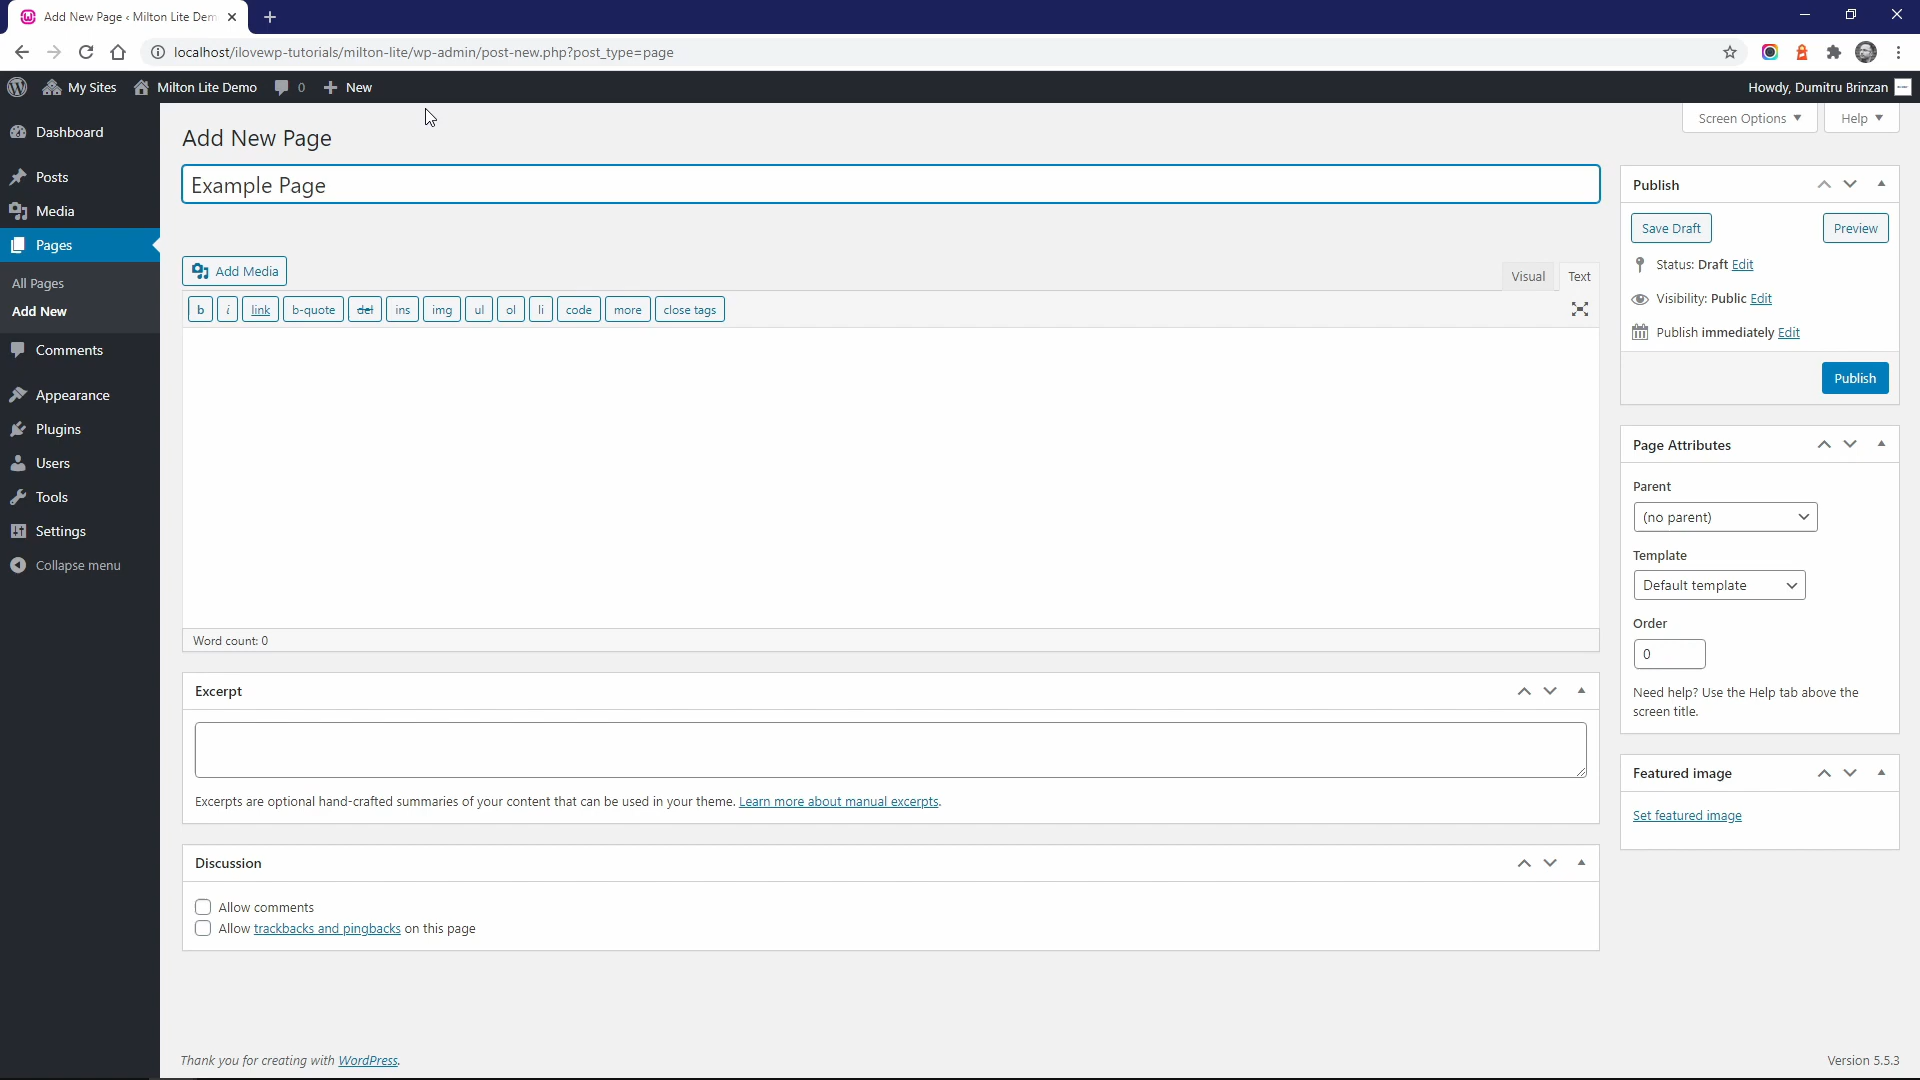 Add New Page ‹ Milton Lite Dem
localhost/ilovewp-tutorials/milton-lite/wp-admin/post-new.php?post_type=page
My Sites Milton Lite Demo 0 New Howdy, Dumitru Brinzan
Screen Options Help
Dashboard
Posts
Media
Pages
All Pages
Add New
Comments
Appearance
Plugins
Users
Tools
Settings
Collapse menu
Add New Page
Example Page
Add Media
Visual Text
b i link b-quote del ins img ul ol li code more close tags
Word count: 0
Excerpt
Excerpts are optional hand-crafted summaries of your content that can be used in your theme. Learn more about manual excerpts.
Discussion
Allow comments
Allow trackbacks and pingbacks on this page
Publish
Save Draft Preview
Status: Draft Edit
Visibility: Public Edit
Publish immediately Edit
Publish
Page Attributes
Parent
(no parent)
Template
Default template
Order
0
Need help? Use the Help tab above the
screen title.
Featured image
Set featured image
Thank you for creating with WordPress.
Version 5.5.3